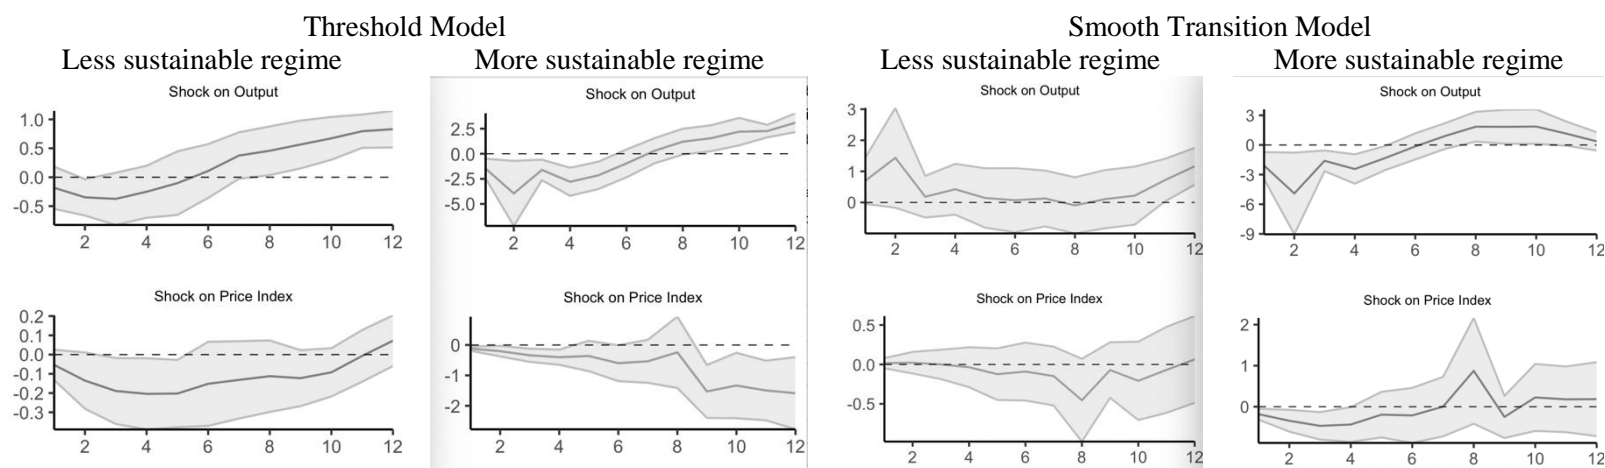 Threshold Model
Smooth Transition Model
Less sustainable regime
More sustainable regime
Less sustainable regime
More sustainable regime
Shock on Output
1.0
0.5
0.0
-0.5
2 4 6 8 10 12
Shock on Output
2.5
0.0
-2.5
-5.0
2 4 6 8 10 12
Shock on Output
3
2
1
0
2 4 6 8 10 12
Shock on Output
3
0
-3
-6
-9
2 4 6 8 10 12
Shock on Price Index
0.2
0.1
0.0
-0.1
-0.2
-0.3
2 4 6 8 10 12
Shock on Price Index
0
-1
-2
2 4 6 8 10 12
Shock on Price Index
0.5
0.0
-0.5
2 4 6 8 10 12
Shock on Price Index
2
1
0
2 4 6 8 10 12